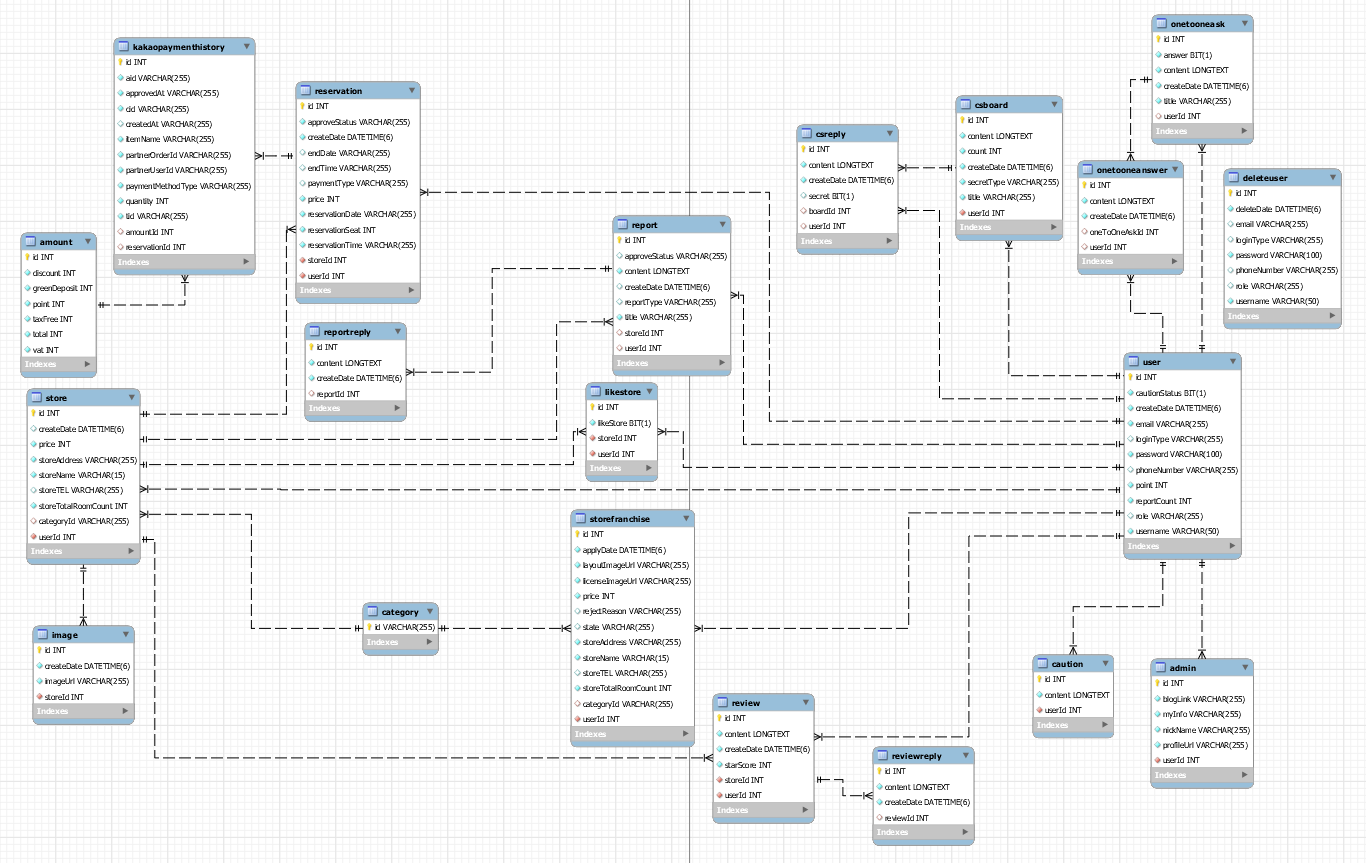 kakaopaymenthistory
id INT
aid VARCHAR(255)
approvedAt VARCHAR(255)
cid VARCHAR(255)
createdAt VARCHAR(255)
itemName VARCHAR(255)
partnerOrderId VARCHAR(255)
partnerUserId VARCHAR(255)
paymentMethodType VARCHAR(255)
quantity INT
tid VARCHAR(255)
amountId INT
reservationId INT
Indexes
reservation
id INT
approveStatus VARCHAR(255)
createDate DATETIME(6)
endDate VARCHAR(255)
endTime VARCHAR(255)
paymentType VARCHAR(255)
price INT
reservationDate VARCHAR(255)
reservationSeat INT
reservationTime VARCHAR(255)
storeId INT
userId INT
Indexes
amount
id INT
discount INT
greenDeposit INT
point INT
taxFree INT
total INT
vat INT
Indexes
report
id INT
approveStatus VARCHAR(255)
content LONGTEXT
createDate DATETIME(6)
reportType VARCHAR(255)
title VARCHAR(255)
storeId INT
userId INT
Indexes
reportreply
id INT
content LONGTEXT
createDate DATETIME(6)
reportId INT
Indexes
csreply
id INT
content LONGTEXT
createDate DATETIME(6)
secret BIT(1)
boardId INT
userId INT
Indexes
csboard
id INT
content LONGTEXT
count INT
createDate DATETIME(6)
secretType VARCHAR(255)
title VARCHAR(255)
userId INT
Indexes
onetooneask
id INT
answer BIT(1)
content LONGTEXT
createDate DATETIME(6)
title VARCHAR(255)
userId INT
Indexes
onetooneanswer
id INT
content LONGTEXT
createDate DATETIME(6)
oneToOneAskId INT
userId INT
Indexes
deleteuser
id INT
deleteDate DATETIME(6)
email VARCHAR(255)
loginType VARCHAR(255)
password VARCHAR(100)
phoneNumber VARCHAR(255)
role VARCHAR(255)
username VARCHAR(50)
Indexes
store
id INT
createDate DATETIME(6)
price INT
storeAddress VARCHAR(255)
storeName VARCHAR(15)
storeTEL VARCHAR(255)
storeTotalRoomCount INT
categoryId VARCHAR(255)
userId INT
Indexes
likestore
id INT
likeStore BIT(1)
storeId INT
userId INT
Indexes
user
id INT
cautionStatus BIT(1)
createDate DATETIME(6)
email VARCHAR(255)
loginType VARCHAR(255)
password VARCHAR(100)
phoneNumber VARCHAR(255)
point INT
reportCount INT
role VARCHAR(255)
username VARCHAR(50)
Indexes
storefranchise
id INT
applyDate DATETIME(6)
layoutImageUrl VARCHAR(255)
licenseImageUrl VARCHAR(255)
price INT
rejectReason VARCHAR(255)
state VARCHAR(255)
storeAddress VARCHAR(255)
storeName VARCHAR(15)
storeTEL VARCHAR(255)
storeTotalRoomCount INT
categoryId VARCHAR(255)
userId INT
Indexes
category
id VARCHAR(255)
Indexes
image
id INT
createDate DATETIME(6)
imageUrl VARCHAR(255)
storeId INT
Indexes
review
id INT
content LONGTEXT
createDate DATETIME(6)
starScore INT
storeId INT
userId INT
Indexes
reviewreply
id INT
content LONGTEXT
createDate DATETIME(6)
reviewId INT
Indexes
caution
id INT
content LONGTEXT
userId INT
Indexes
admin
id INT
blogLink VARCHAR(255)
myInfo VARCHAR(255)
nickName VARCHAR(255)
profileUrl VARCHAR(255)
userId INT
Indexes